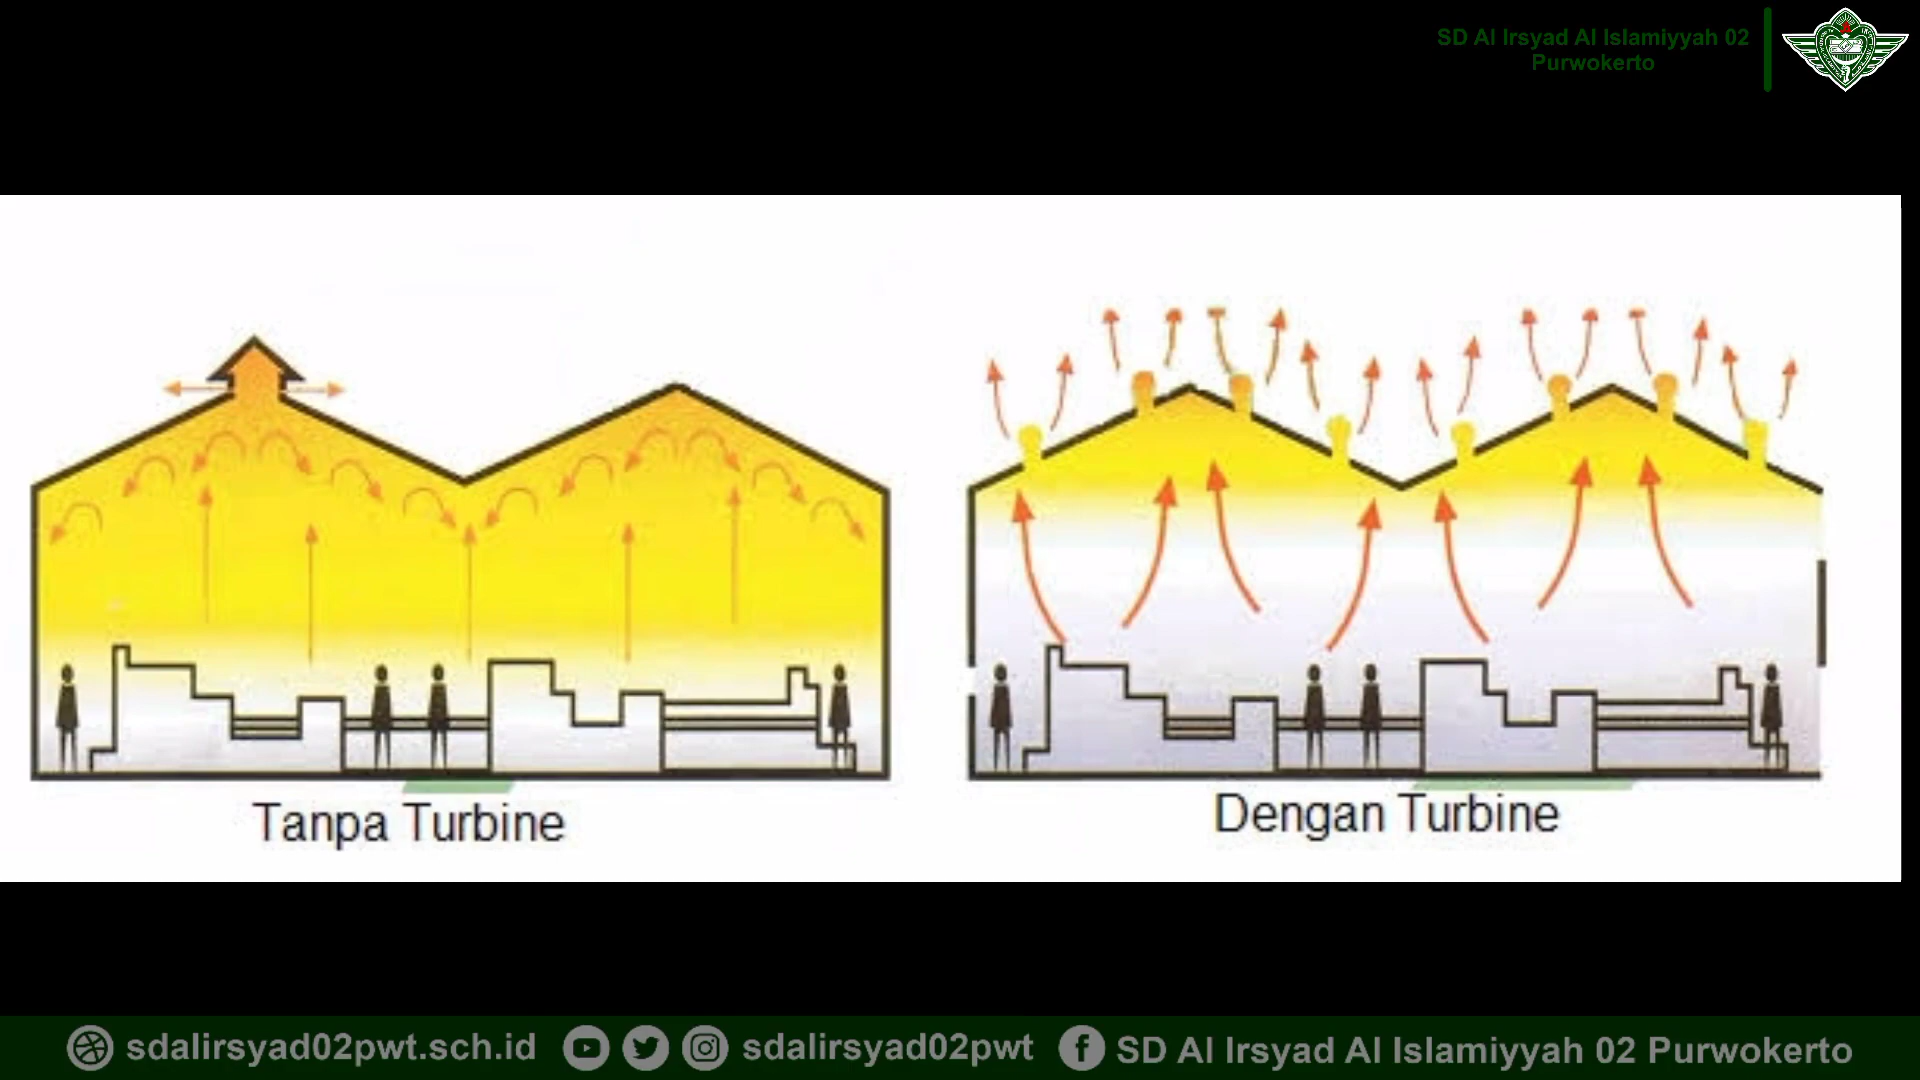 SD Al Irsyad Al Islamiyyah 02
Purwokerto
Tanpa Turbine
Dengan Turbine
sdalirsyad02pwt.sch.id
sdalirsyad02pwt
SD Al Irsyad Al Islamiyyah 02 Purwokerto